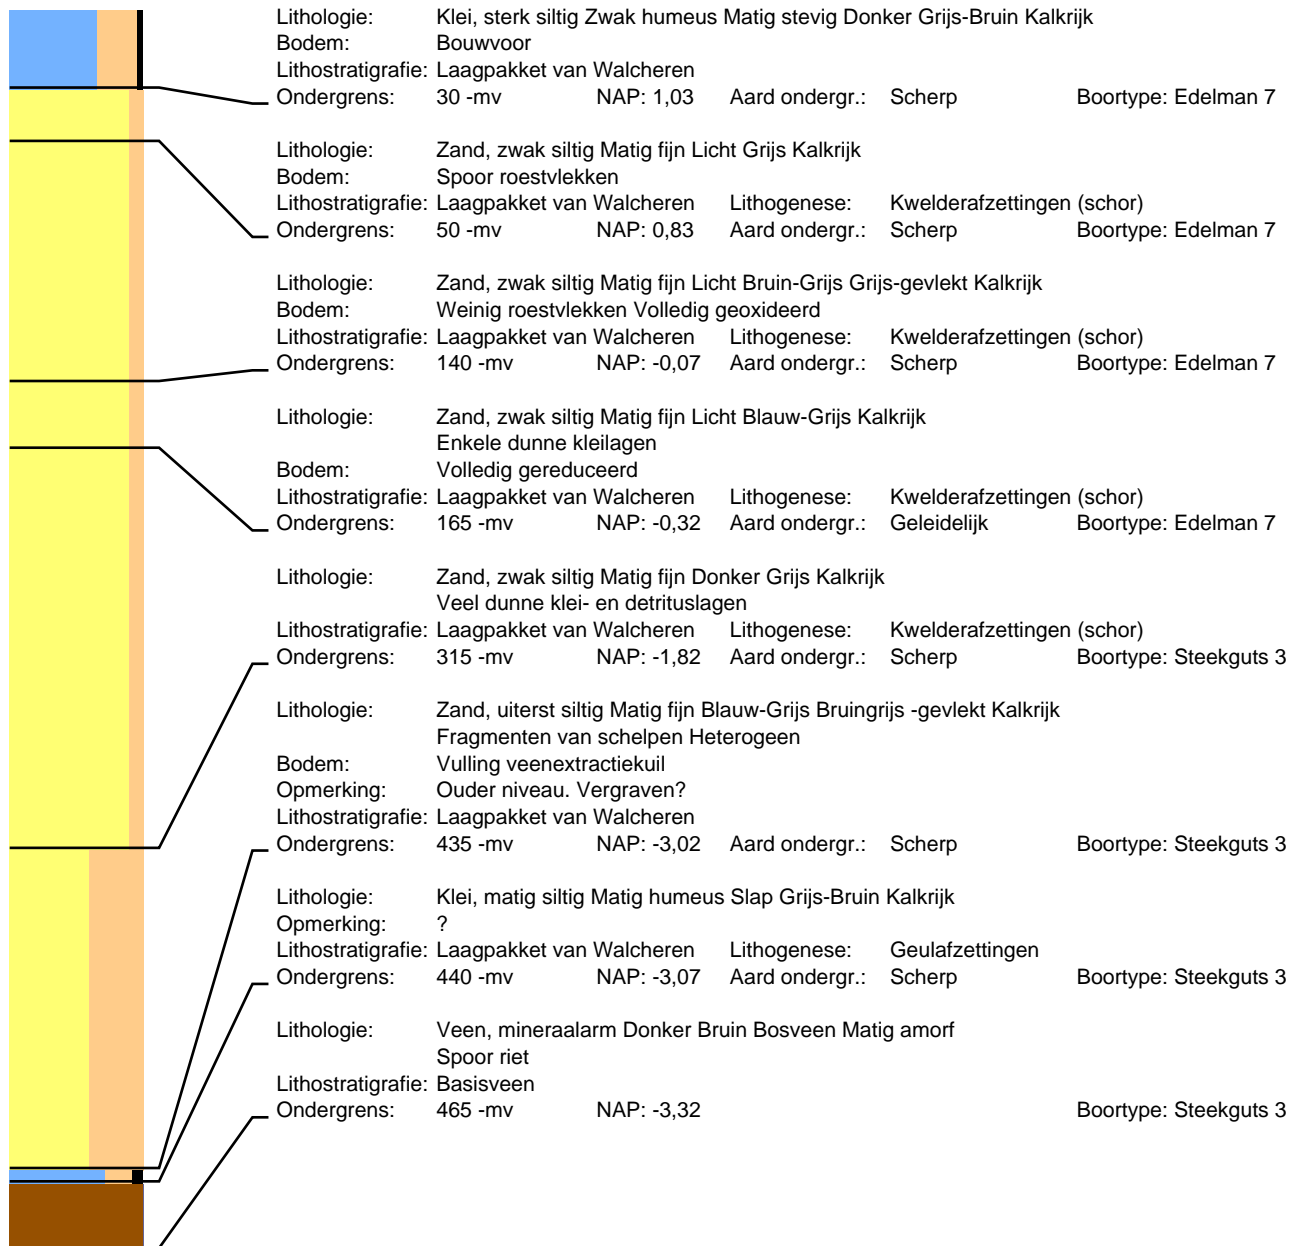 Lithologie: Klei, sterk siltig Zwak humeus Matig stevig Donker Grijs-Bruin Kalkrijk
Bodem: Bouwvoor
Lithostratigrafie: Laagpakket van Walcheren
Ondergrens: 30 -mv NAP: 1,03 Aard ondergr.: Scherp Boortype: Edelman 7
Lithologie: Zand, zwak siltig Matig fijn Licht Grijs Kalkrijk
Bodem: Spoor roestvlekken
Lithostratigrafie: Laagpakket van Walcheren Lithogenese: Kwelderafzettingen (schor)
Ondergrens: 50 -mv NAP: 0,83 Aard ondergr.: Scherp Boortype: Edelman 7
Lithologie: Zand, zwak siltig Matig fijn Licht Bruin-Grijs Grijs-gevlekt Kalkrijk
Bodem: Weinig roestvlekken Volledig geoxideerd
Lithostratigrafie: Laagpakket van Walcheren Lithogenese: Kwelderafzettingen (schor)
Ondergrens: 140 -mv NAP: -0,07 Aard ondergr.: Scherp Boortype: Edelman 7
Lithologie: Zand, zwak siltig Matig fijn Licht Blauw-Grijs Kalkrijk
Enkele dunne kleilagen
Bodem: Volledig gereduceerd
Lithostratigrafie: Laagpakket van Walcheren Lithogenese: Kwelderafzettingen (schor)
Ondergrens: 165 -mv NAP: -0,32 Aard ondergr.: Geleidelijk Boortype: Edelman 7
Lithologie: Zand, zwak siltig Matig fijn Donker Grijs Kalkrijk
Veel dunne klei- en detrituslagen
Lithostratigrafie: Laagpakket van Walcheren Lithogenese: Kwelderafzettingen (schor)
Ondergrens: 315 -mv NAP: -1,82 Aard ondergr.: Scherp Boortype: Steekguts 3
Lithologie: Zand, uiterst siltig Matig fijn Blauw-Grijs Bruingrijs -gevlekt Kalkrijk
Fragmenten van schelpen Heterogeen
Bodem: Vulling veenextractiekuil
Opmerking: Ouder niveau. Vergraven?
Lithostratigrafie: Laagpakket van Walcheren
Ondergrens: 435 -mv NAP: -3,02 Aard ondergr.: Scherp Boortype: Steekguts 3
Lithologie: Klei, matig siltig Matig humeus Slap Grijs-Bruin Kalkrijk
Opmerking: ?
Lithostratigrafie: Laagpakket van Walcheren Lithogenese: Geulafzettingen
Ondergrens: 440 -mv NAP: -3,07 Aard ondergr.: Scherp Boortype: Steekguts 3
Lithologie: Veen, mineraalarm Donker Bruin Bosveen Matig amorf
Spoor riet
Lithostratigrafie: Basisveen
Ondergrens: 465 -mv NAP: -3,32 Boortype: Steekguts 3